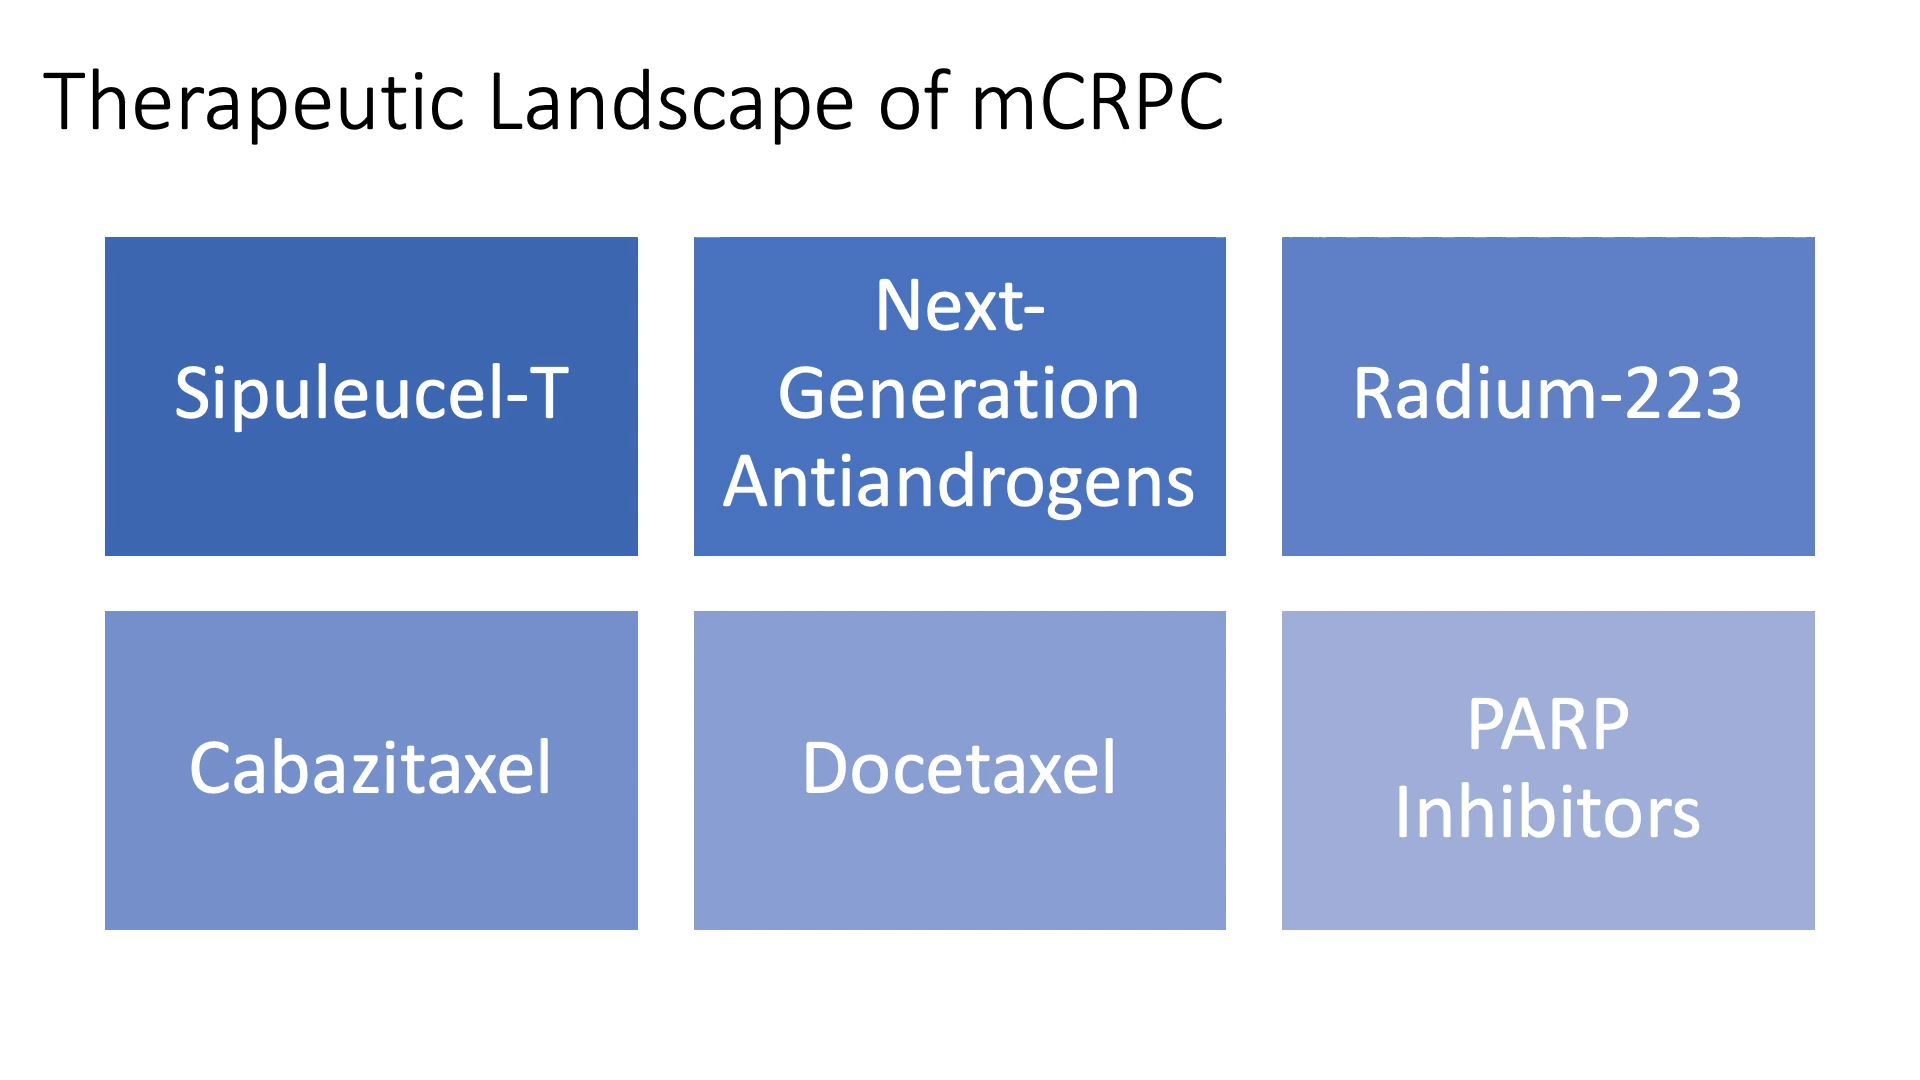 Therapeutic Landscape of mCRPC
Sipuleucel-T
Next-
Generation
Antiandrogens
Radium-223
Cabazitaxel
Docetaxel
PARP
Inhibitors